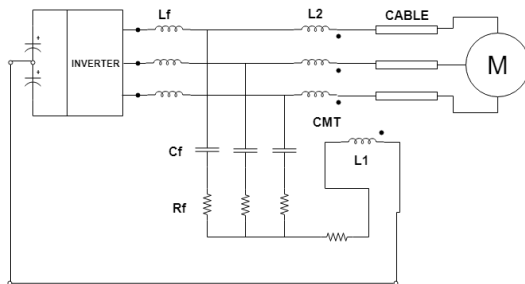 Lf
L2
CABLE
INVERTER
M
CMT
Cf
L1
Rf